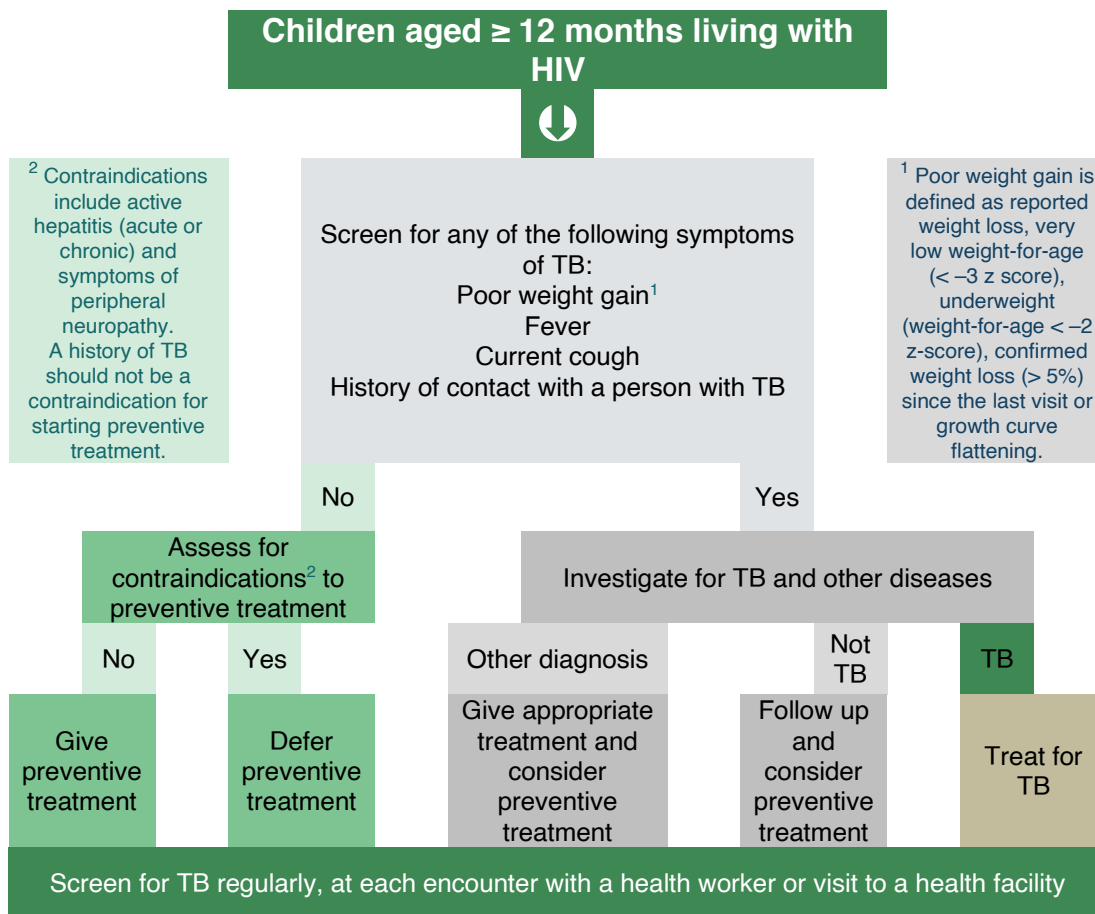 Children aged ≥ 12 months living with
HIV
² Contraindications
include active
hepatitis (acute or
chronic) and
symptoms of
peripheral
neuropathy.
A history of TB
should not be a
contraindication for
starting preventive
treatment.
Screen for any of the following symptoms
of TB:
Poor weight gain¹
Fever
Current cough
History of contact with a person with TB
¹ Poor weight gain is
defined as reported
weight loss, very
low weight-for-age
(< –3 z score),
underweight
(weight-for-age < –2
z-score), confirmed
weight loss (> 5%)
since the last visit or
growth curve
flattening.
No
Yes
Assess for
contraindications² to
preventive treatment
Investigate for TB and other diseases
No
Yes
Other diagnosis
Not
TB
TB
Give
preventive
treatment
Defer
preventive
treatment
Give appropriate
treatment and
consider
preventive
treatment
Follow up
and
consider
preventive
treatment
Treat for
TB
Screen for TB regularly, at each encounter with a health worker or visit to a health facility